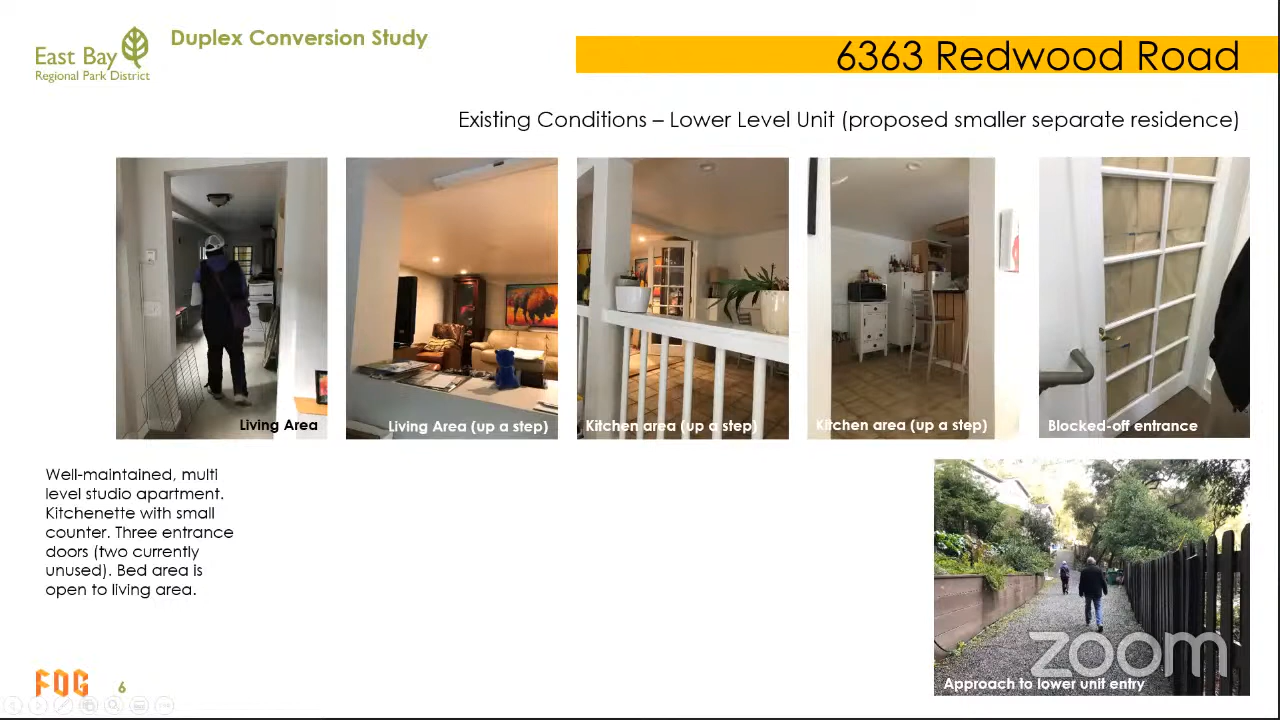 East Bay
Regional Park District
Duplex Conversion Study
6363 Redwood Road
Existing Conditions – Lower Level Unit (proposed smaller separate residence)
Living Area
Living Area (up a step)
Kitchen area (up a step)
Kitchen area (up a step)
Blocked-off entrance
Well-maintained, multi
level studio apartment.
Kitchenette with small
counter. Three entrance
doors (two currently
unused). Bed area is
open to living area.
zoom
Approach to lower unit entry
FOG
6